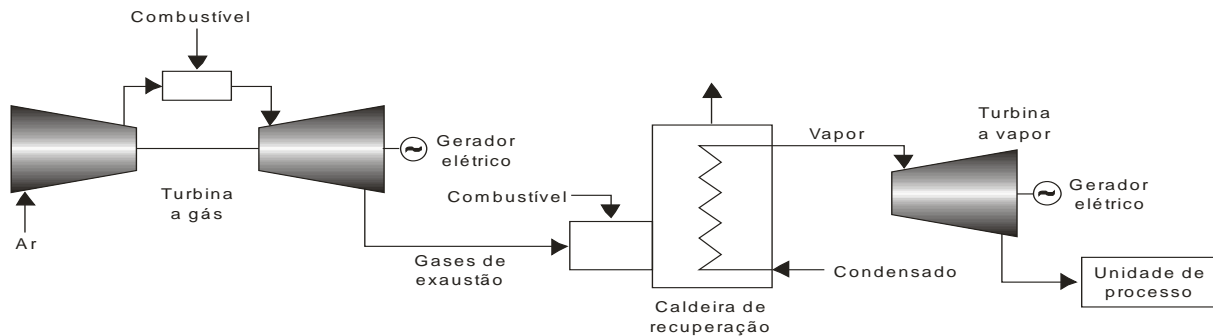 Combustível
Gerador
elétrico
Turbina
a gás
Ar
Combustível
Gases de
exaustão
Caldeira de
recuperação
Vapor
Condensado
Turbina
a vapor
Gerador
elétrico
Unidade de
processo